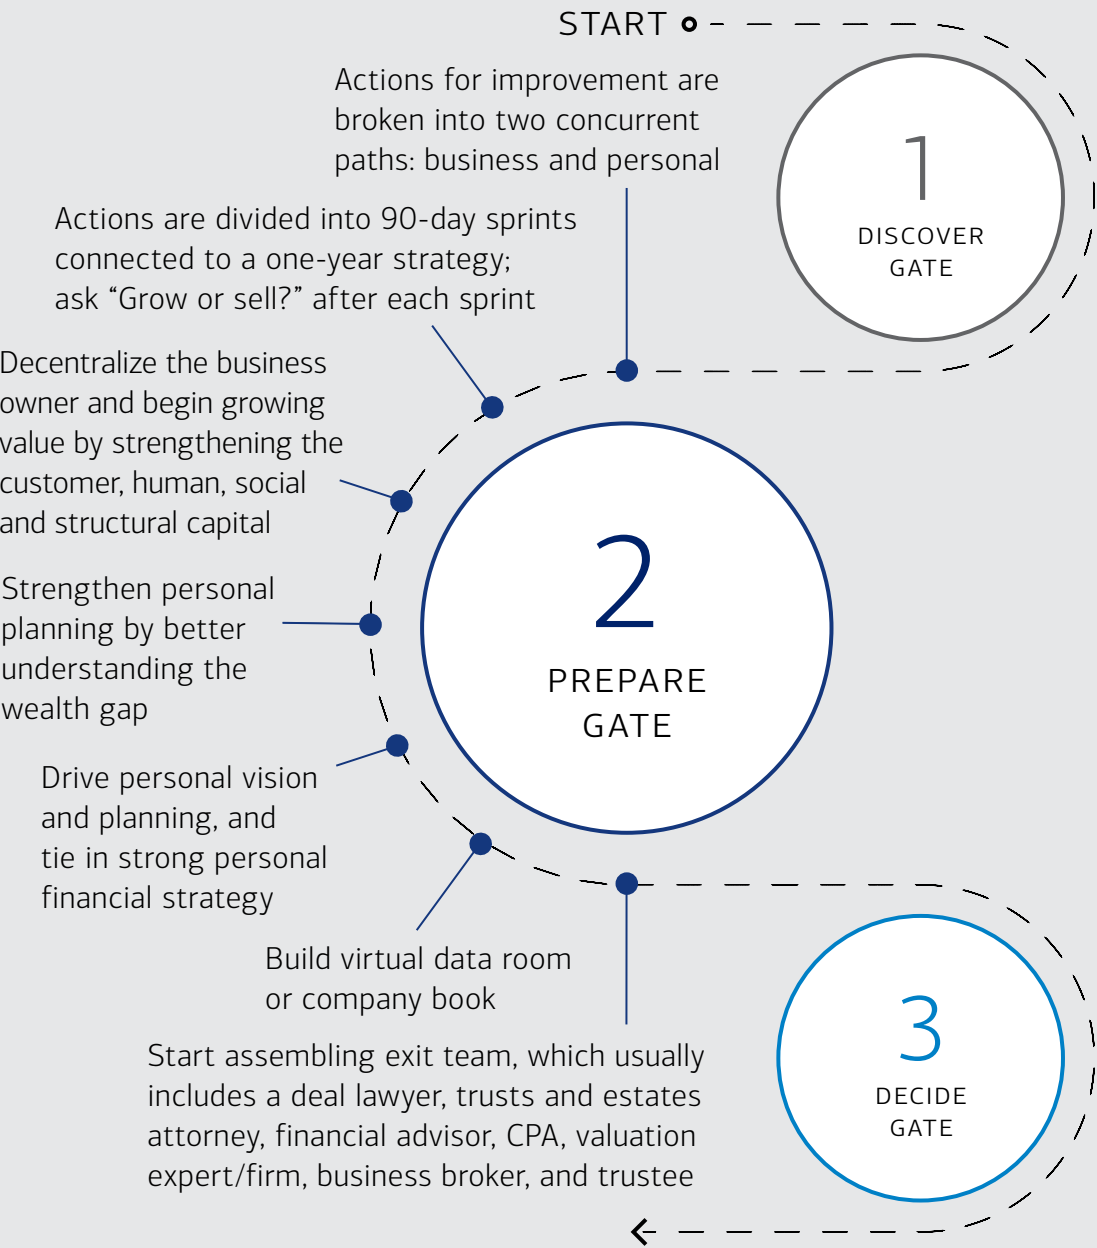 START
1
DISCOVER
GATE
Actions for improvement are
broken into two concurrent
paths: business and personal
Actions are divided into 90-day sprints
connected to a one-year strategy;
ask “Grow or sell?” after each sprint
Decentralize the business
owner and begin growing
value by strengthening the
customer, human, social
and structural capital
Strengthen personal
planning by better
understanding the
wealth gap
Drive personal vision
and planning, and
tie in strong personal
financial strategy
Build virtual data room
or company book
Start assembling exit team, which usually
includes a deal lawyer, trusts and estates
attorney, financial advisor, CPA, valuation
expert/firm, business broker, and trustee
2
PREPARE
GATE
3
DECIDE
GATE